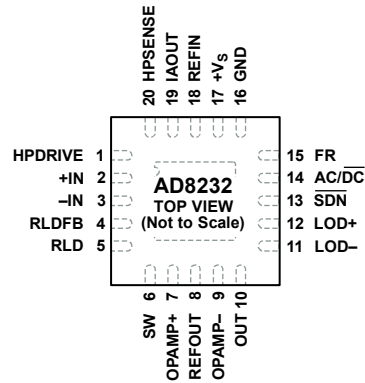 20 HPSENSE
19 IAOUT
18 REFIN
17 +VS
16 GND
HPDRIVE 1
+IN 2
–IN 3
RLDFB 4
RLD 5
AD8232
TOP VIEW
(Not to Scale)
15 FR
14 AC/D̅C̅
13 S̅D̅N̅
12 LOD+
11 LOD–
SW 6
OPAMP+ 7
REFOUT 8
OPAMP– 9
OUT 10